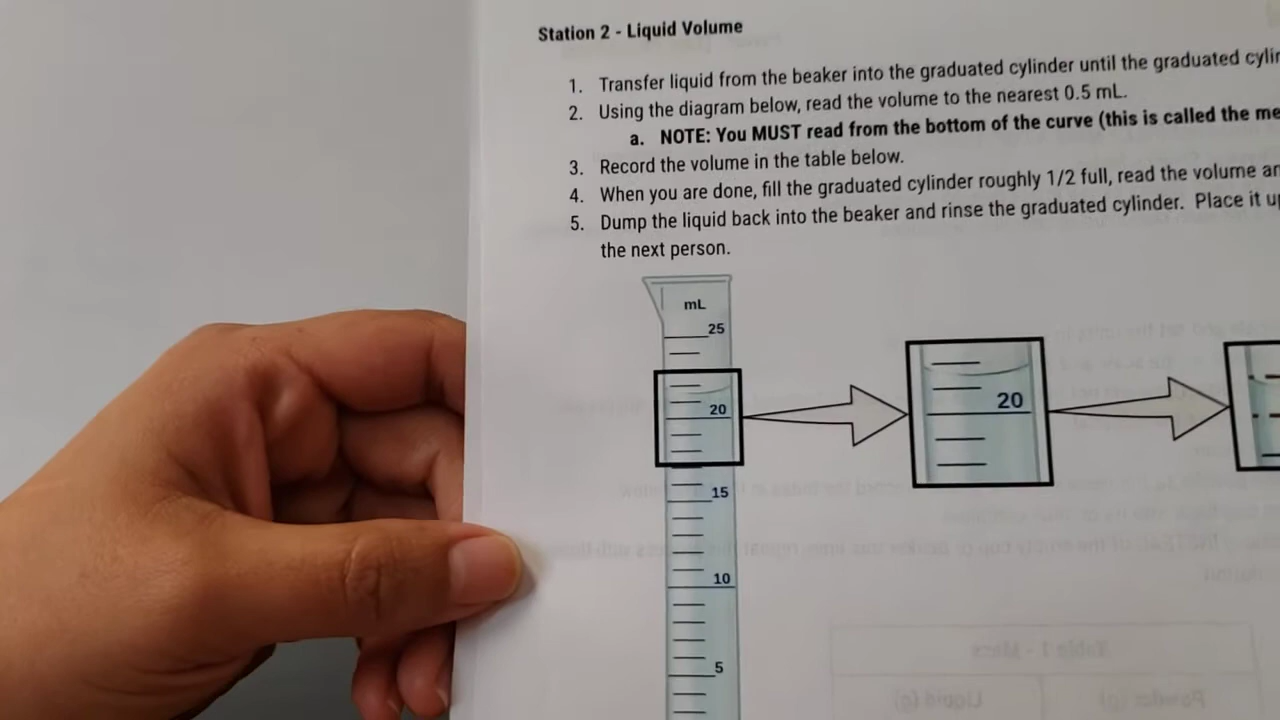 Station 2 - Liquid Volume
1. Transfer liquid from the beaker into the graduated cylinder until the graduated
2. Using the diagram below, read the volume to the nearest 0.5 mL.
a. NOTE: You MUST read from the bottom of the curve (this is called the
3. Record the volume in the table below.
4. When you are done, fill the graduated cylinder roughly 1/2 full, read the volume
5. Dump the liquid back into the beaker and rinse the graduated cylinder. Place it
the next person.
mL
25
20
20
15
10
5